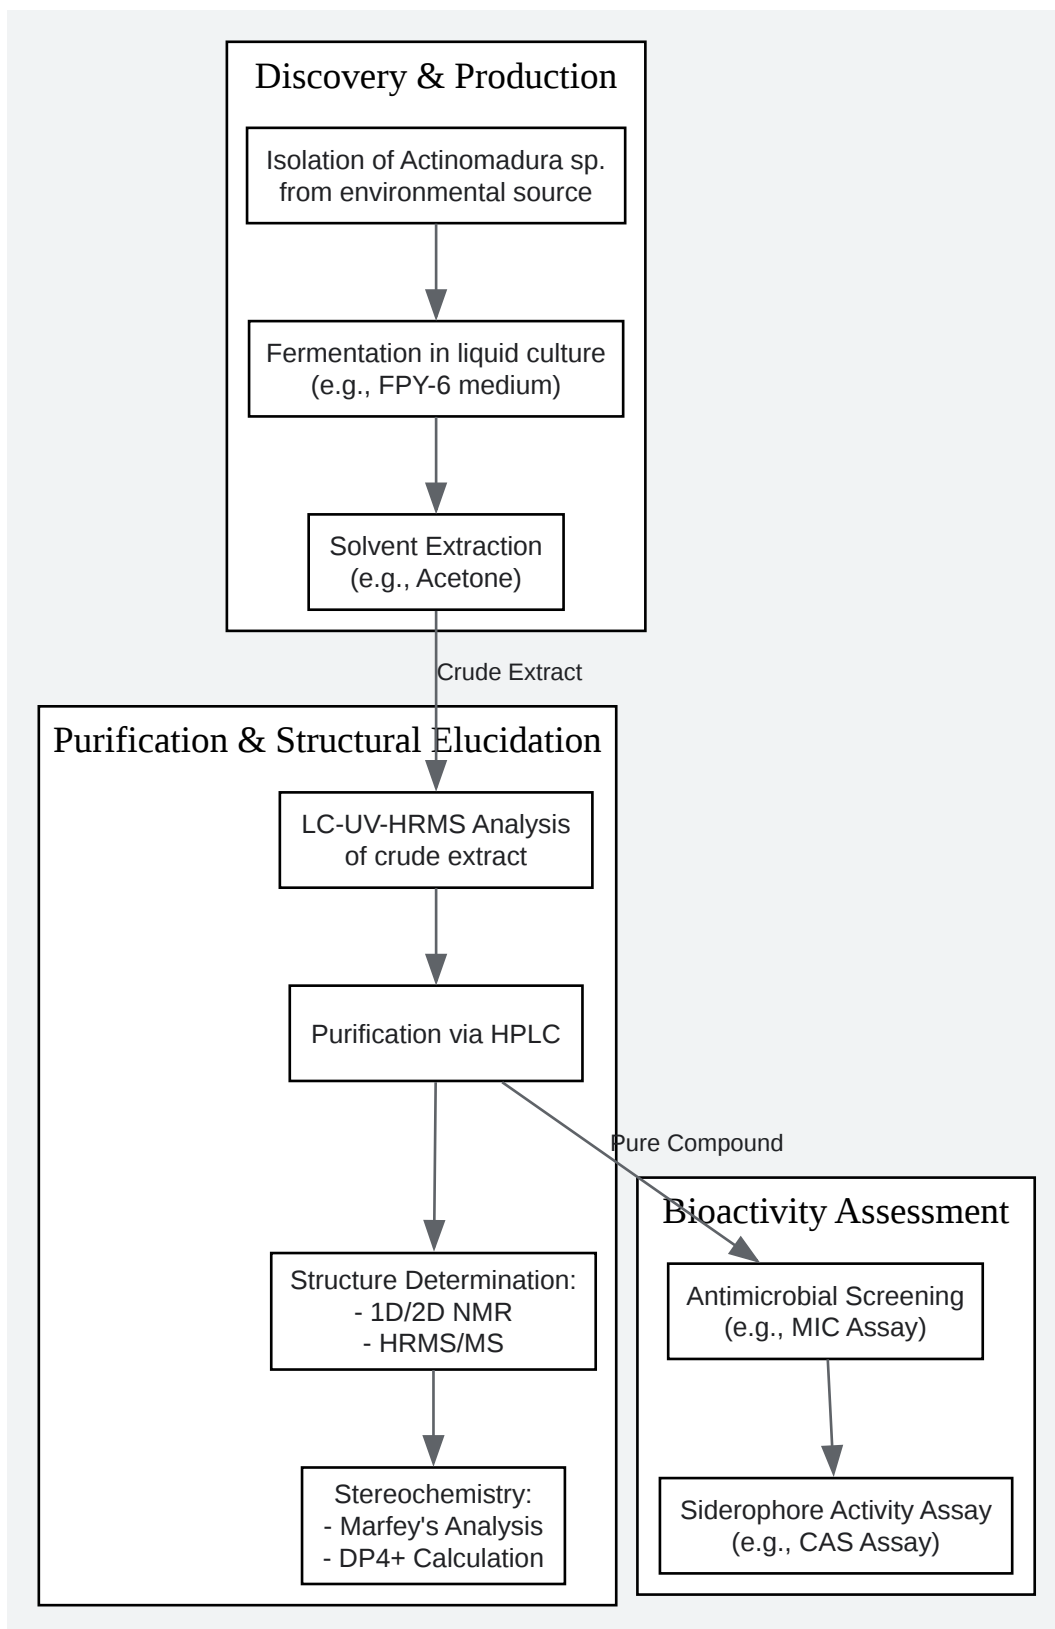 Discovery & Production
Isolation of Actinomadura sp.
from environmental source
Fermentation in liquid culture
(e.g., FPY-6 medium)
Solvent Extraction
(e.g., Acetone)
Crude Extract
Purification & Structural Elucidation
LC-UV-HRMS Analysis
of crude extract
Purification via HPLC
Pure Compound
Structure Determination:
- 1D/2D NMR
- HRMS/MS
Stereochemistry:
- Marfey's Analysis
- DP4+ Calculation
Bioactivity Assessment
Antimicrobial Screening
(e.g., MIC Assay)
Siderophore Activity Assay
(e.g., CAS Assay)